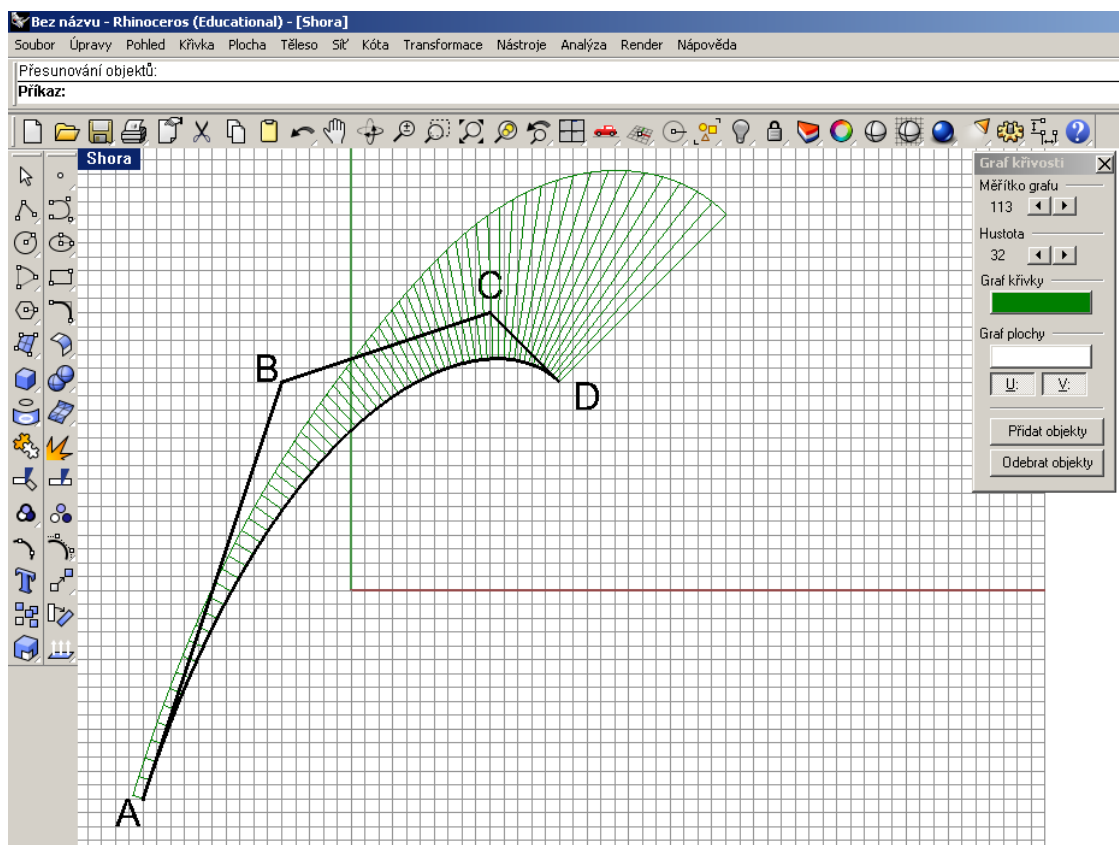 Bez názvu - Rhinoceros (Educational) - [Shora]
Soubor Úpravy Pohled Křivka Plocha Těleso Síť Kóta Transformace Nástroje Analýza Render Nápověda
Přesunování objektů:
Příkaz:
Shora
Graf křivosti
Měřítko grafu
113
Hustota
32
Graf křivky
Graf plochy
U: V:
Přidat objekty
Odebrat objekty
C
B
D
A